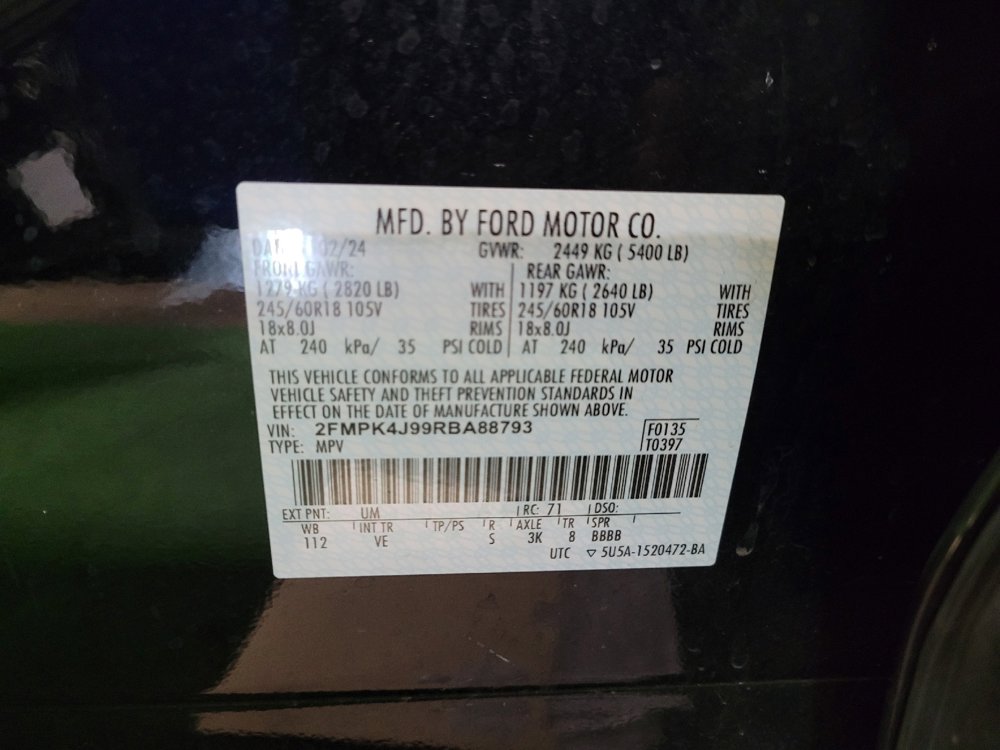 MFD. BY FORD MOTOR CO.
02/24 GVWR: 2449 KG ( 5400 LB)
FRONT GAWR: REAR GAWR:
1279 KG ( 2820 LB) WITH 1197 KG ( 2640 LB) WITH
245/60R18 105V TIRES 245/60R18 105V TIRES
18x8.0J RIMS 18x8.0J RIMS
AT 240 kPa/ 35 PSI COLD AT 240 kPa/ 35 PSI COLD
THIS VEHICLE CONFORMS TO ALL APPLICABLE FEDERAL MOTOR
VEHICLE SAFETY AND THEFT PREVENTION STANDARDS IN
EFFECT ON THE DATE OF MANUFACTURE SHOWN ABOVE.
VIN: 2FMPK4J99RBA88793 F0135
TYPE: MPV T0397
EXT PNT: UM RC: 71 DSO:
WB INT TR TP/PS R AXLE TR SPR
112 VE S 3K 8 BBBB
UTC ▽ 5U5A-1520472-BA